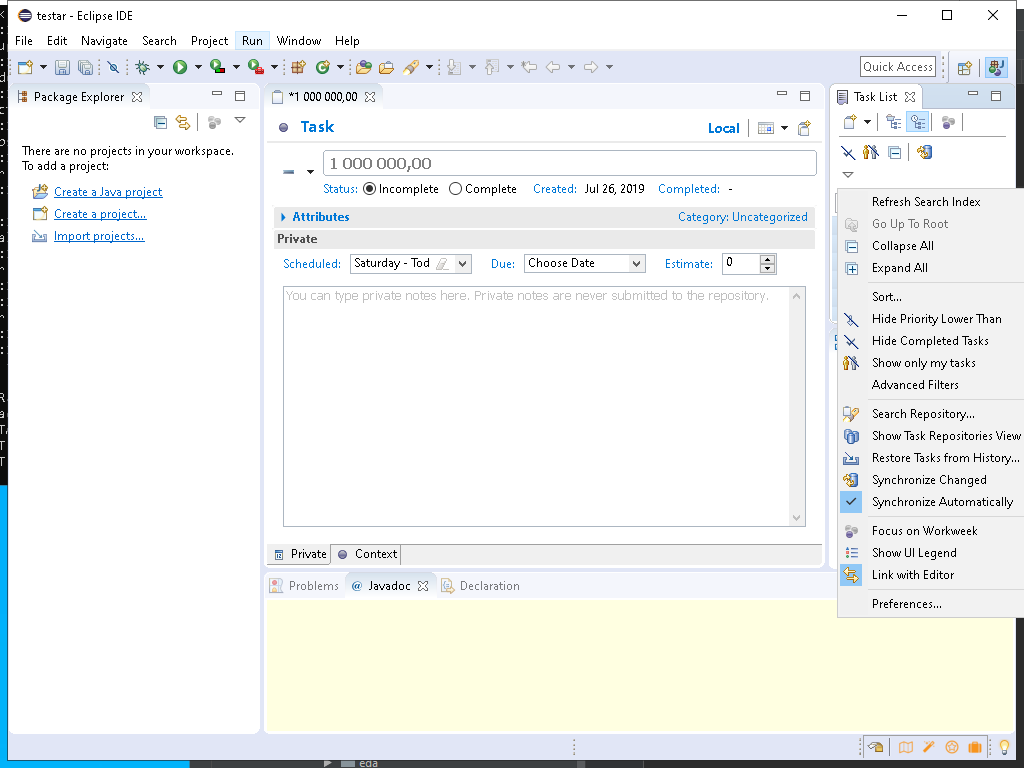 testar - Eclipse IDE
File Edit Navigate Search Project Run Window Help
Quick Access
Package Explorer
There are no projects in your workspace.
To add a project:
Create a Java project
Create a project...
Import projects...
*1 000 000,00
Task
Local
1 000 000,00
Status: Incomplete Complete Created: Jul 26, 2019 Completed: -
Attributes Category: Uncategorized
Private
Scheduled: Saturday - Tod Due: Choose Date Estimate: 0
You can type private notes here. Private notes are never submitted to the repository.
Private Context
Problems @ Javadoc Declaration
Task List
Refresh Search Index
Go Up To Root
Collapse All
Expand All
Sort...
Hide Priority Lower Than
Hide Completed Tasks
Show only my tasks
Advanced Filters
Search Repository...
Show Task Repositories View
Restore Tasks from History...
Synchronize Changed
Synchronize Automatically
Focus on Workweek
Show UI Legend
Link with Editor
Preferences...
eda